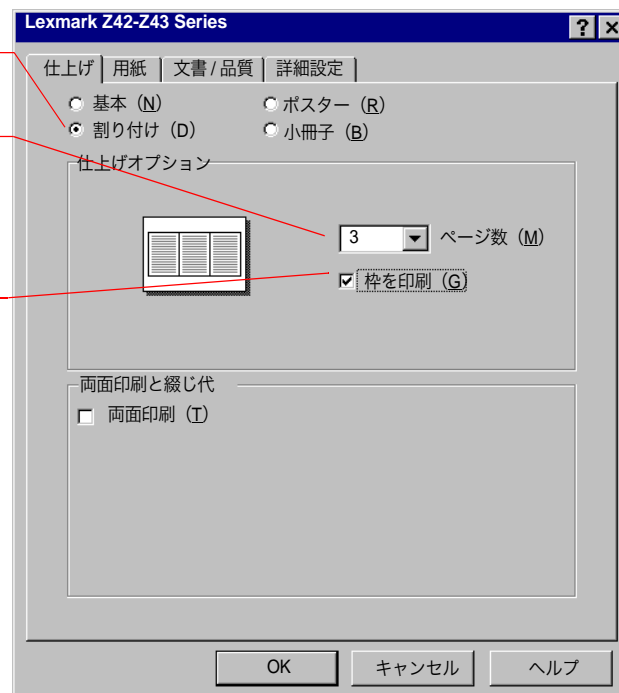 Lexmark Z42-Z43 Series
仕上げ 用紙 文書/品質 詳細設定
基本（N） ポスター（R）
割り付け（D） 小冊子（B）
仕上げオプション
3 ページ数（M）
枠を印刷（G）
両面印刷と綴じ代
両面印刷（T）
OK キャンセル ヘルプ